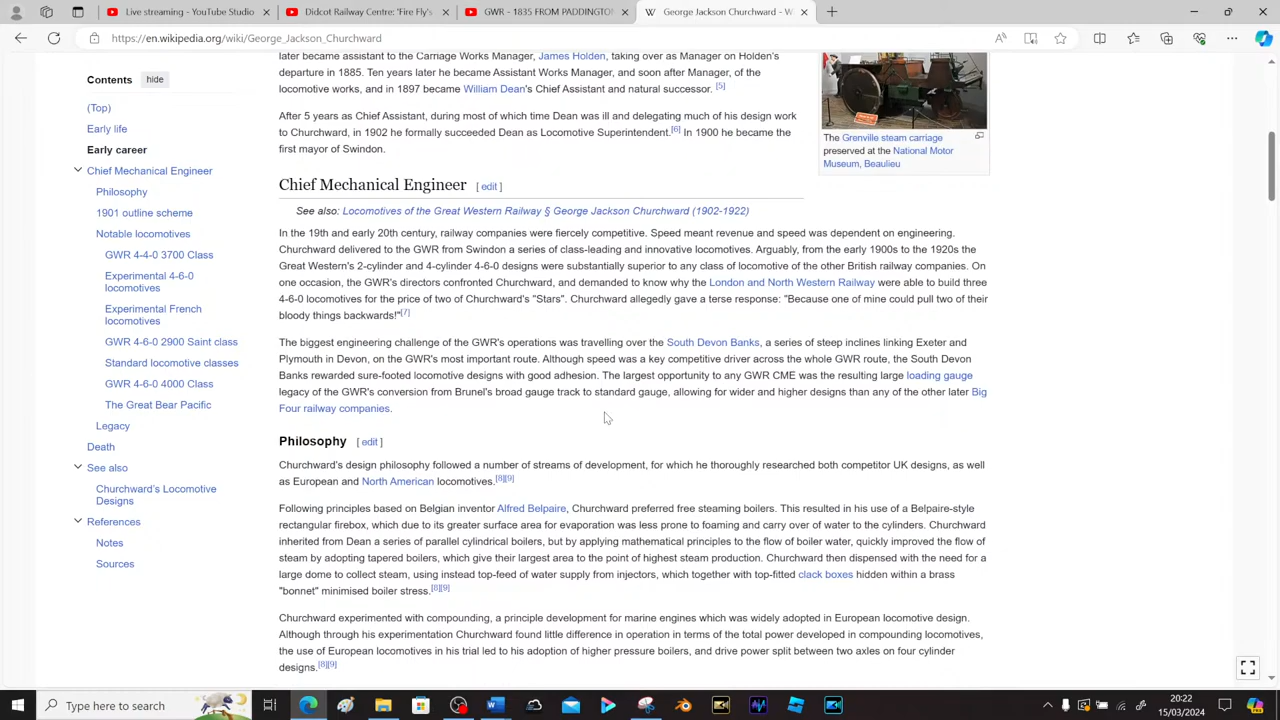 (3) Live streaming - YouTube Studio
Doctor Who Cadet: 'Fire Fly's
GWR - 1835 FROM PADDINGTON
George Jackson Churchward - Wik
https://en.wikipedia.org/wiki/George_Jackson_Churchward
Contents hide
(Top)
Early life
Early career
Chief Mechanical Engineer
Philosophy
1901 outline scheme
Notable locomotives
GWR 4-4-0 3700 Class
Experimental 4-6-0
locomotives
Experimental French
locomotives
GWR 4-6-0 2900 Saint class
Standard locomotive classes
GWR 4-6-0 4000 Class
The Great Bear Pacific
Legacy
Death
See also
Churchward's Locomotive
Designs
References
Notes
Sources
later became assistant to the Carriage Works Manager, James Holden, taking over as Manager on Holden's
departure in 1885. Ten years later he became Assistant Works Manager, and soon after Manager, of the
locomotive works, and in 1897 became William Dean's Chief Assistant and natural successor. [5]
After 5 years as Chief Assistant, during most of which time Dean was ill and delegating much of his design work
to Churchward, in 1902 he formally succeeded Dean as Locomotive Superintendent.[6] In 1900 he became the
first mayor of Swindon.
The Grenville steam carriage
preserved at the National Motor
Museum, Beaulieu
Chief Mechanical Engineer [ edit ]
See also: Locomotives of the Great Western Railway § George Jackson Churchward (1902-1922)
In the 19th and early 20th century, railway companies were fiercely competitive. Speed meant revenue and speed was dependent on engineering.
Churchward delivered to the GWR from Swindon a series of class-leading and innovative locomotives. Arguably, from the early 1900s to the 1920s the
Great Western's 2-cylinder and 4-cylinder 4-6-0 designs were substantially superior to any class of locomotive of the other British railway companies. On
one occasion, the GWR's directors confronted Churchward, and demanded to know why the London and North Western Railway were able to build three
4-6-0 locomotives for the price of two of Churchward's "Stars". Churchward allegedly gave a terse response: "Because one of mine could pull two of their
bloody things backwards!"[7]
The biggest engineering challenge of the GWR's operations was travelling over the South Devon Banks, a series of steep inclines linking Exeter and
Plymouth in Devon, on the GWR's most important route. Although speed was a key competitive driver across the whole GWR route, the South Devon
Banks rewarded sure-footed locomotive designs with good adhesion. The largest opportunity to any GWR CME was the resulting large loading gauge
legacy of the GWR's conversion from Brunel's broad gauge track to standard gauge, allowing for wider and higher designs than any of the other later Big
Four railway companies.
Philosophy [ edit ]
Churchward's design philosophy followed a number of streams of development, for which he thoroughly researched both competitor UK designs, as well
as European and North American locomotives.[8][9]
Following principles based on Belgian inventor Alfred Belpaire, Churchward preferred free steaming boilers. This resulted in his use of a Belpaire-style
rectangular firebox, which due to its greater surface area for evaporation was less prone to foaming and carry over of water to the cylinders. Churchward
inherited from Dean a series of parallel cylindrical boilers, but by applying mathematical principles to the flow of boiler water, quickly improved the flow of
steam by adopting tapered boilers, which give their largest area to the point of highest steam production. Churchward then dispensed with the need for a
large dome to collect steam, using instead top-feed of water supply from injectors, which together with top-fitted clack boxes hidden within a brass
"bonnet" minimised boiler stress.[8][9]
Churchward experimented with compounding, a principle development for marine engines which was widely adopted in European locomotive design.
Although through his experimentation Churchward found little difference in operation in terms of the total power developed in compounding locomotives,
the use of European locomotives in his trial led to his adoption of higher pressure boilers, and drive power split between two axles on four cylinder
designs.[8][9]
Type here to search
20:22
15/03/2024